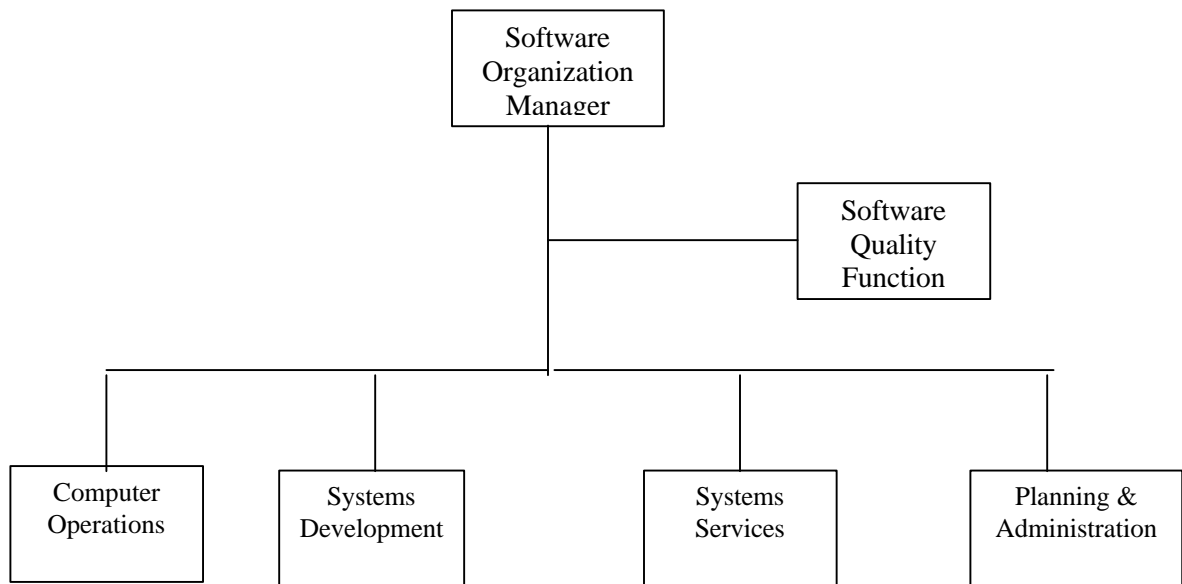 Software
Organization
Manager
Software
Quality
Function
Computer
Operations
Systems
Development
Systems
Services
Planning &
Administration